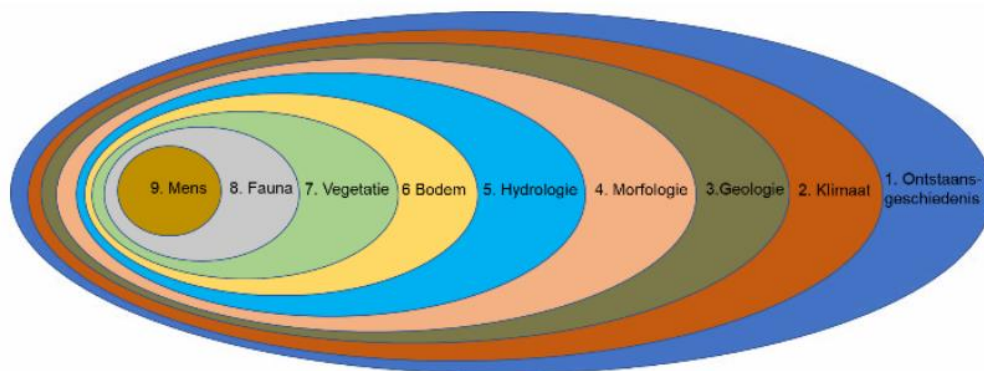 9. Mens
8. Fauna
7. Vegetatie
6 Bodem
5. Hydrologie
4. Morfologie
3.Geologie
2. Klimaat
1. Ontstaans-
geschiedenis